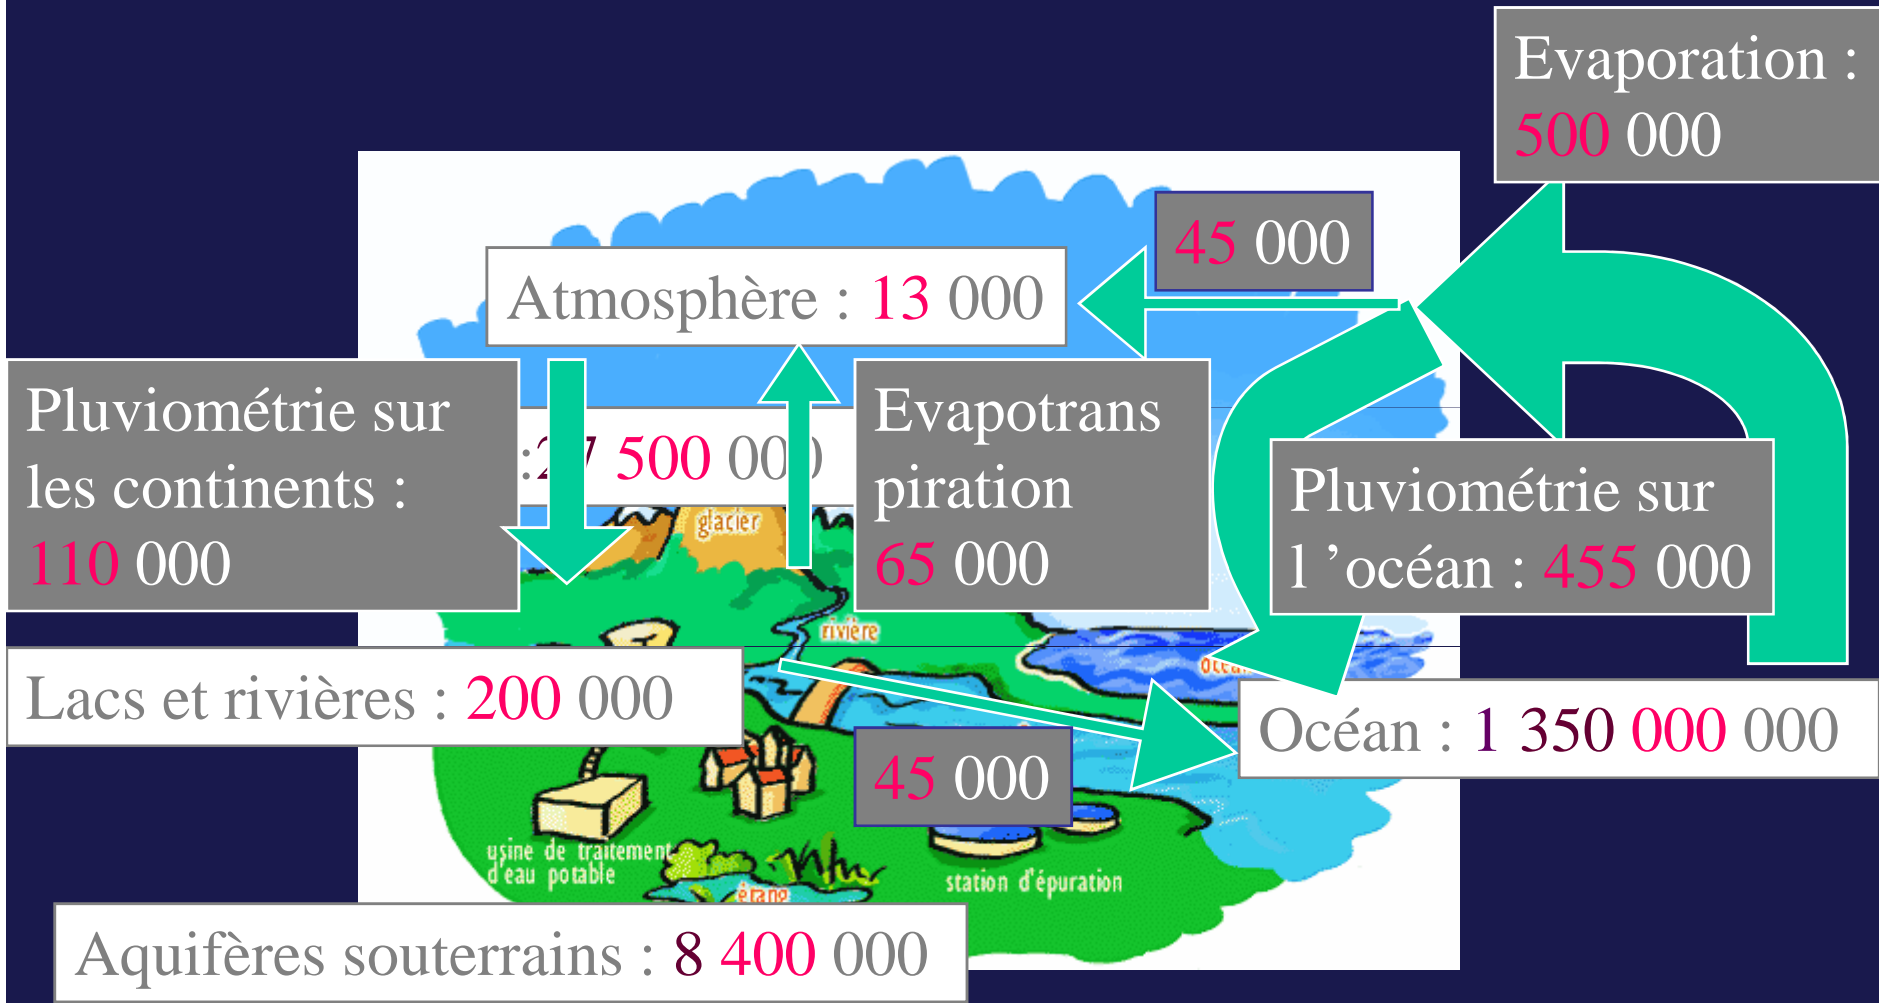 Evaporation :
500 000
45 000
Atmosphère : 13 000
Pluviométrie sur
les continents :
110 000
:27 500 000
Evapotrans
piration
65 000
Pluviométrie sur
l ’océan : 455 000
glacier
rivière
Lacs et rivières : 200 000
Océan : 1 350 000 000
45 000
usine de traitement
d'eau potable
étang
station d'épuration
Aquifères souterrains : 8 400 000